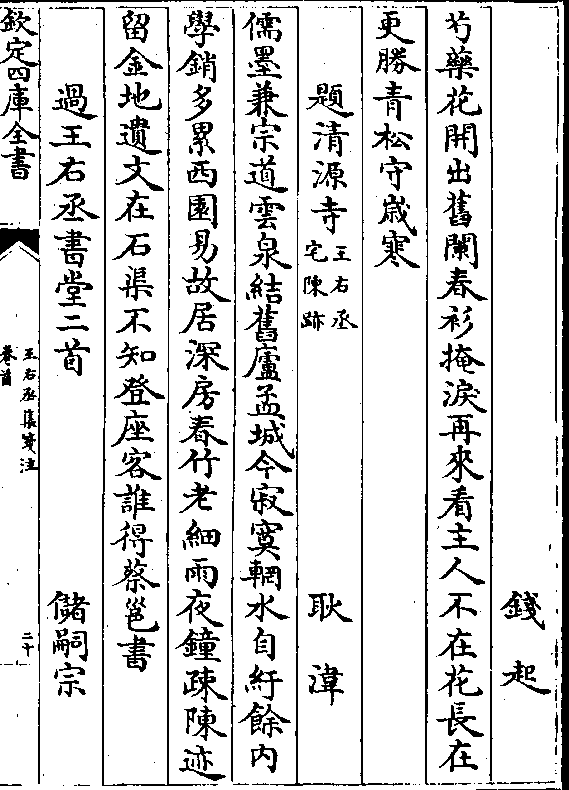 錢起
芍藥花開出舊闌春衫掩淚再來看主人不在花長在
更勝青松守歲寒
題清源寺 王右丞宅陳跡 耿湋
儒墨兼宗道雲泉結舊廬孟城今寂寞輞水自紆餘內
學銷多累西園易故居深房春竹老細雨夜鐘疎陳迹
留金地遺文在石渠不知登座客誰得蔡邕書
過王右丞書堂二首 儲嗣宗
欽定四庫全書
王右丞集箋注
卷首
二十